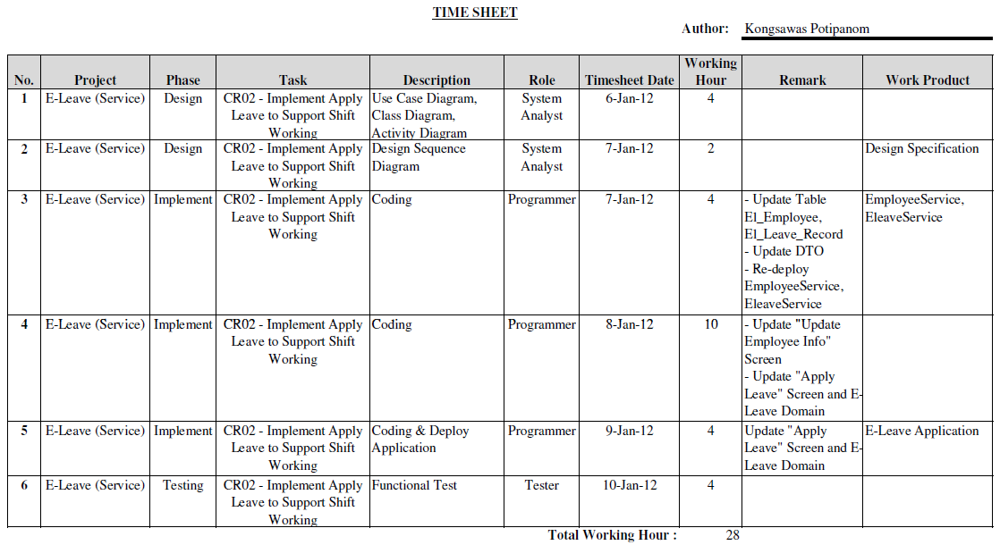 TIME SHEET
Author: Kongsawas Potipanom
No. Project Phase Task Description Role Timesheet Date Working Hour Remark Work Product
1 E-Leave (Service) Design CR02 - Implement Apply Leave to Support Shift Working Use Case Diagram, Class Diagram, Activity Diagram System Analyst 6-Jan-12 4
2 E-Leave (Service) Design CR02 - Implement Apply Leave to Support Shift Working Design Sequence Diagram System Analyst 7-Jan-12 2 Design Specification
3 E-Leave (Service) Implement CR02 - Implement Apply Leave to Support Shift Working Coding Programmer 7-Jan-12 4 - Update Table El_Employee, El_Leave_Record - Update DTO - Re-deploy EmployeeService, EleaveService EmployeeService, EleaveService
4 E-Leave (Service) Implement CR02 - Implement Apply Leave to Support Shift Working Coding Programmer 8-Jan-12 10 - Update "Update Employee Info" Screen - Update "Apply Leave" Screen and E-Leave Domain
5 E-Leave (Service) Implement CR02 - Implement Apply Leave to Support Shift Working Coding & Deploy Application Programmer 9-Jan-12 4 Update "Apply Leave" Screen and E-Leave Domain E-Leave Application
6 E-Leave (Service) Testing CR02 - Implement Apply Leave to Support Shift Working Functional Test Tester 10-Jan-12 4
Total Working Hour : 28